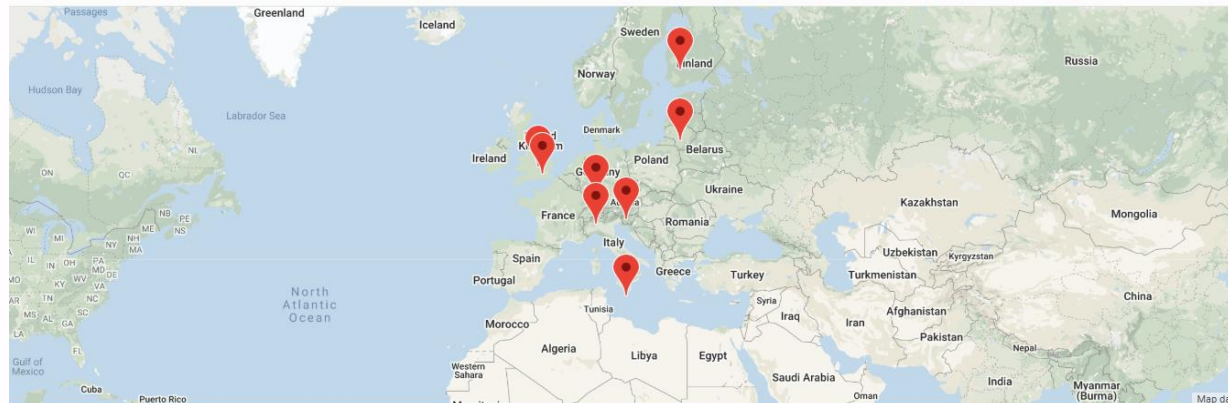 Passages
Greenland
Iceland
Sweden
Norway
Russia
Hudson Bay
Labrador Sea
Denmark
Ireland
Belarus
Poland
ON
QC
NL
Ukraine
Kazakhstan
France
Romania
Mongolia
NB
PE
WI
MI
VT
NH
ME
NS
NY
MA
Italy
IL
IN
OH
PA
MD
DE
Spain
Portugal
Greece
Turkey
Uzbekistan
Kyrgyzstan
Turkmenistan
China
KY
WV
VA
TN
NC
MS
AL
SC
GA
LA
FL
North
Atlantic
Ocean
Tunisia
Syria
Iraq
Iran
Afghanistan
Pakistan
Nepal
Morocco
Algeria
Libya
Egypt
Gulf of
Mexico
Western
Sahara
Saudi Arabia
Oman
India
Myanmar
(Burma)
Cuba
Puerto Rico
Map da